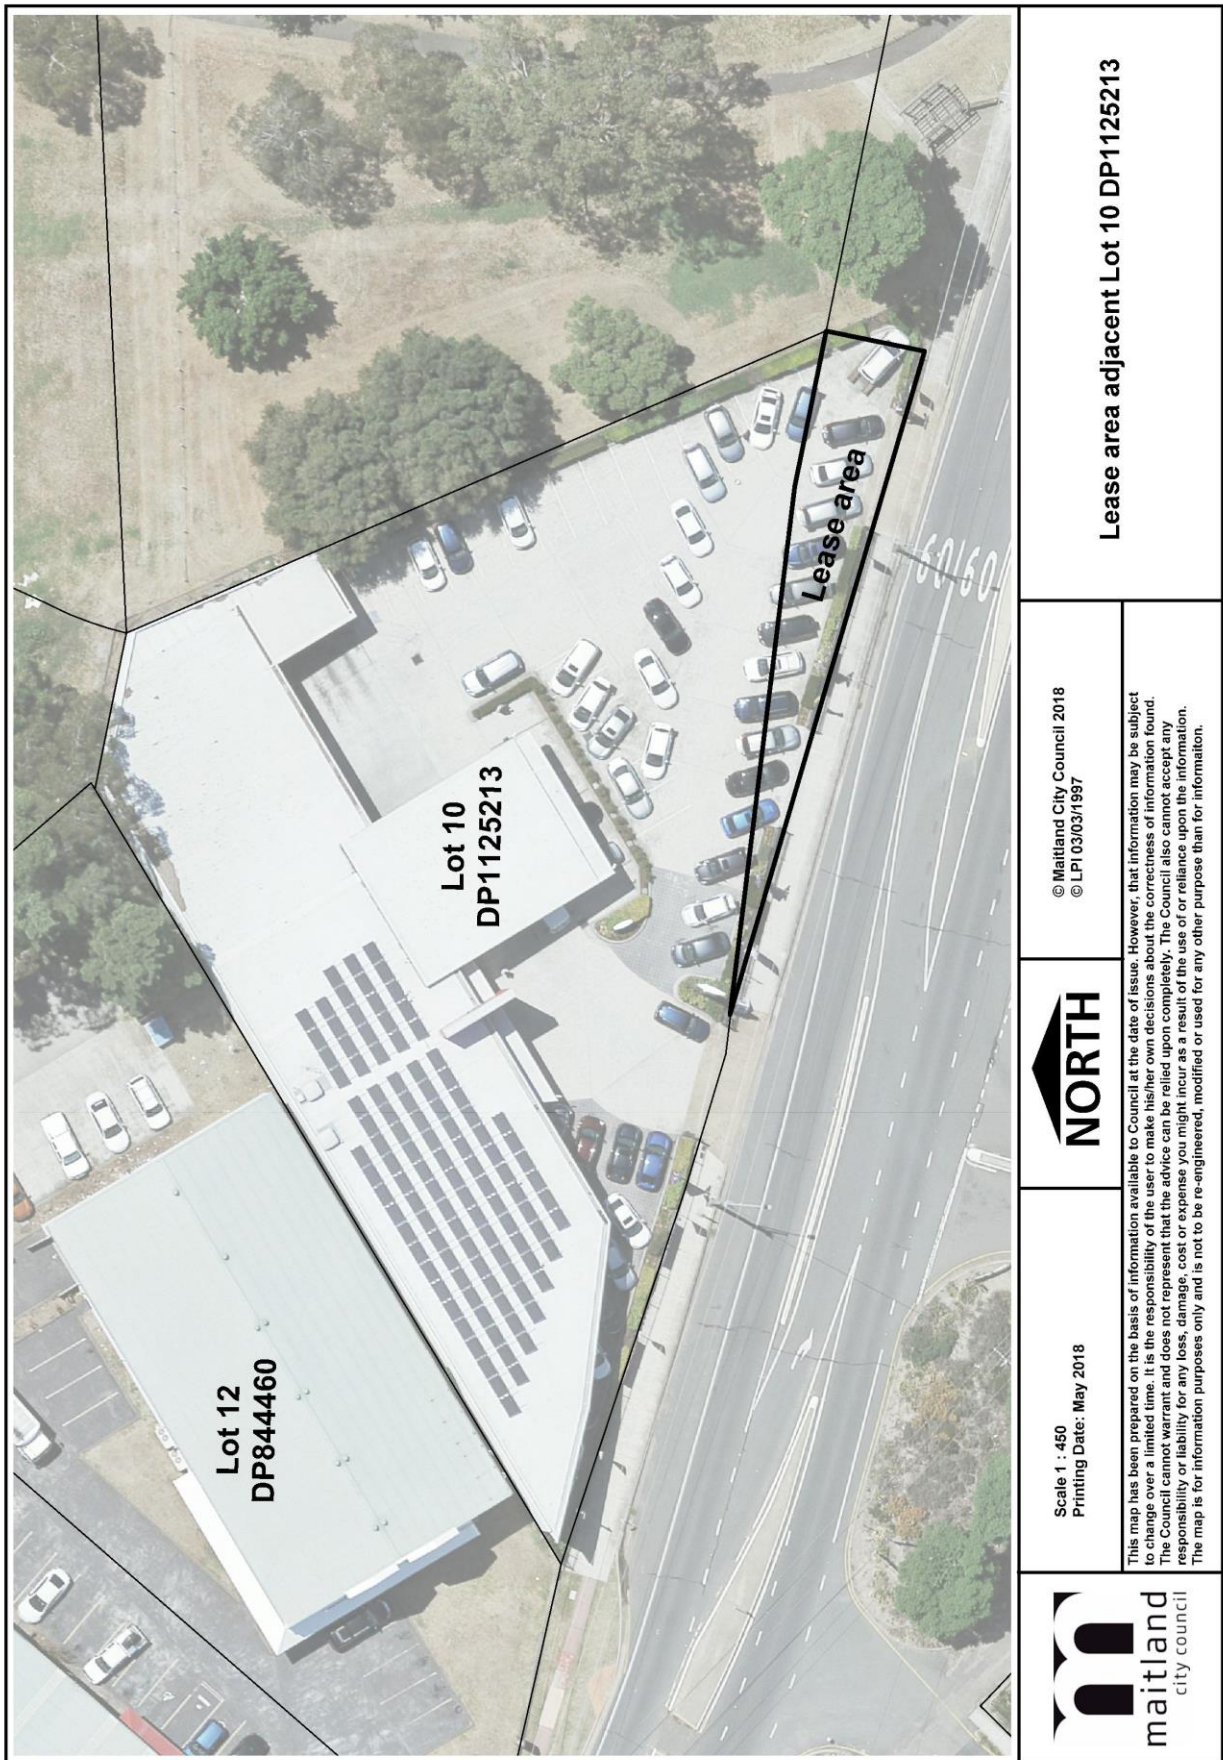 Lot 12
DP844460
Lot 10
DP1125213
Lease area
60 60
maitland
city council
Scale 1 : 450
Printing Date: May 2018
NORTH
© Maitland City Council 2018
© LPI 03/03/1997
Lease area adjacent Lot 10 DP1125213
This map has been prepared on the basis of information available to Council at the date of issue. However, that information may be subject
to change over a limited time. It is the responsibility of the user to make his/her own decisions about the correctness of information found.
The Council cannot warrant and does not represent that the advice can be relied upon completely. The Council also cannot accept any
responsibility or liability for any loss, damage, cost or expense you might incur as a result of the use of or reliance upon the information.
The map is for information purposes only and is not to be re-engineered, modified or used for any other purpose than for informaiton.